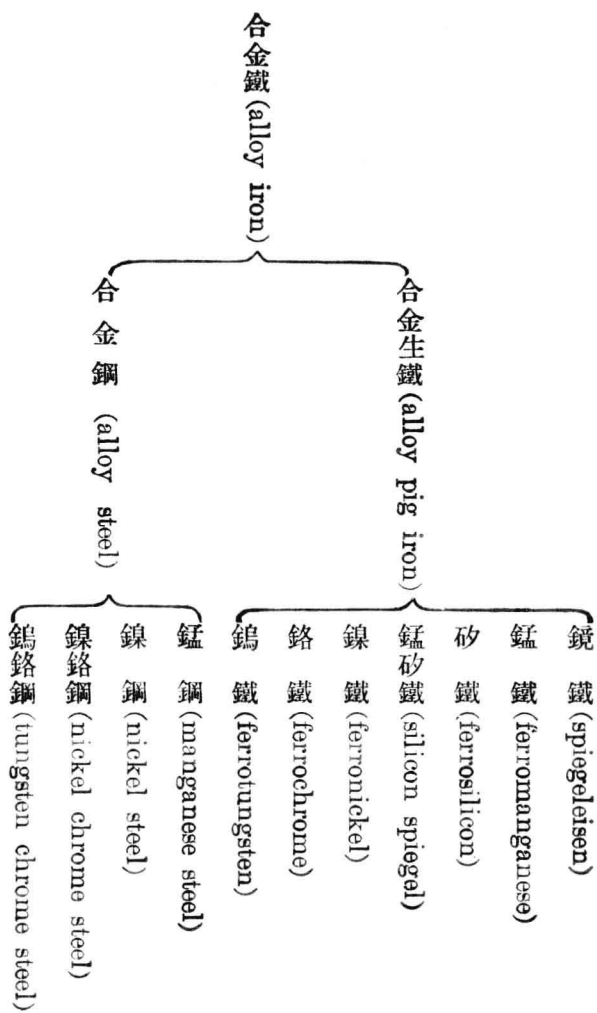 合金鐵 (alloy iron)
合金生鐵 (alloy pig iron)
鏡鐵 (spiegeleisen)
錳鐵 (ferromanganese)
矽鐵 (ferrosilicon)
錳矽鐵 (silicon spiegel)
鎳鐵 (ferronickel)
鉻鐵 (ferrochrome)
鎢鐵 (ferrotungsten)
合金鋼 (alloy steel)
錳鋼 (manganese steel)
鎳鋼 (nickel steel)
鎳鉻鋼 (nickel chrome steel)
鎢鉻鋼 (tungsten chrome steel)